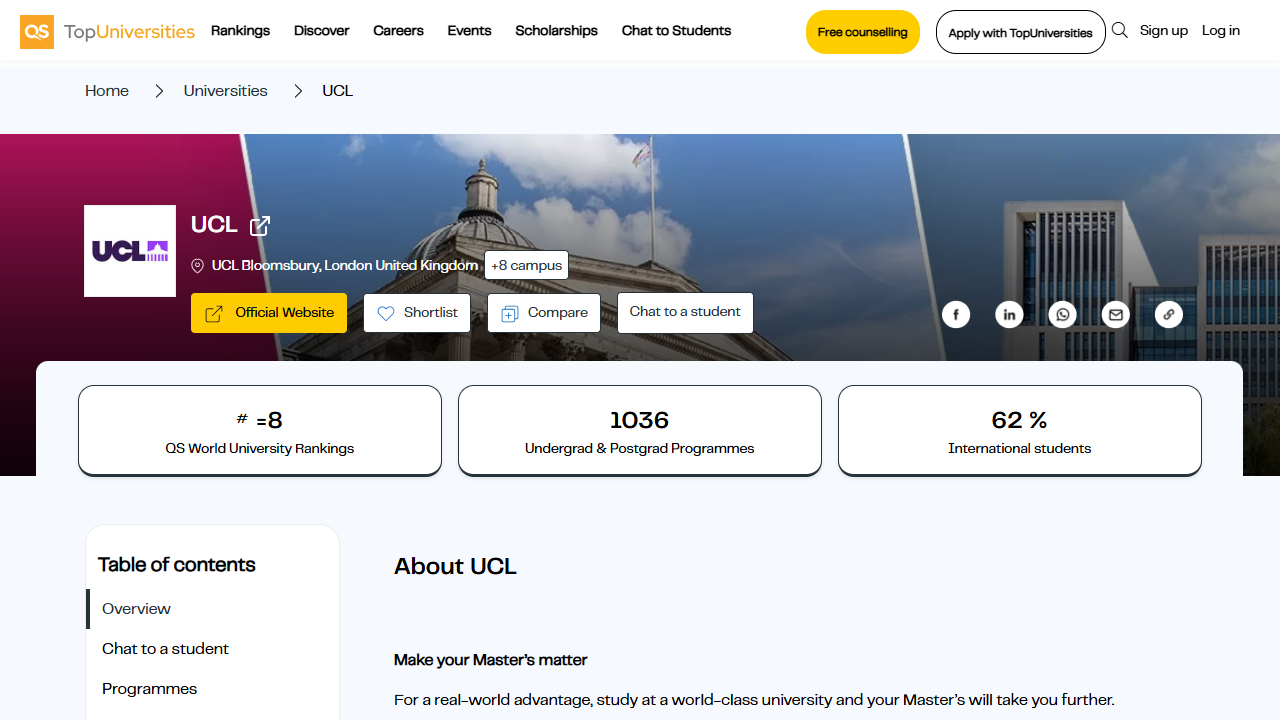 QS TopUniversities Rankings Discover Careers Events Scholarships Chat to Students Free counselling Apply with TopUniversities Sign up Log in
Home Universities UCL
UCL
UCL
UCL Bloomsbury, London United Kingdom +8 campus
Official Website Shortlist Compare Chat to a student
# =8
QS World University Rankings
1036
Undergrad & Postgrad Programmes
62 %
International students
Table of contents
Overview
Chat to a student
Programmes
About UCL
Make your Master’s matter
For a real-world advantage, study at a world-class university and your Master’s will take you further.